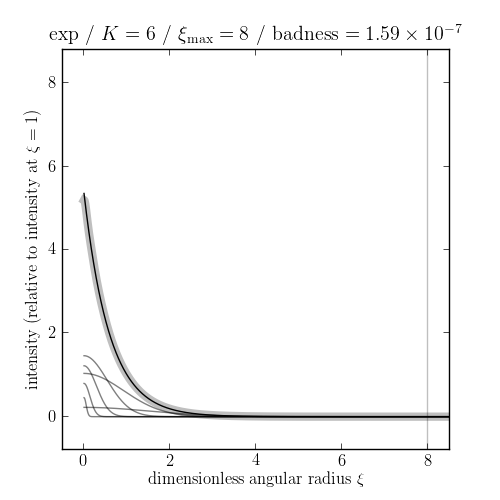 exp / K = 6 / ξmax = 8 / badness = 1.59 × 10⁻⁷
8
6
4
2
0
intensity (relative to intensity at ξ = 1)
0 2 4 6 8
dimensionless angular radius ξ